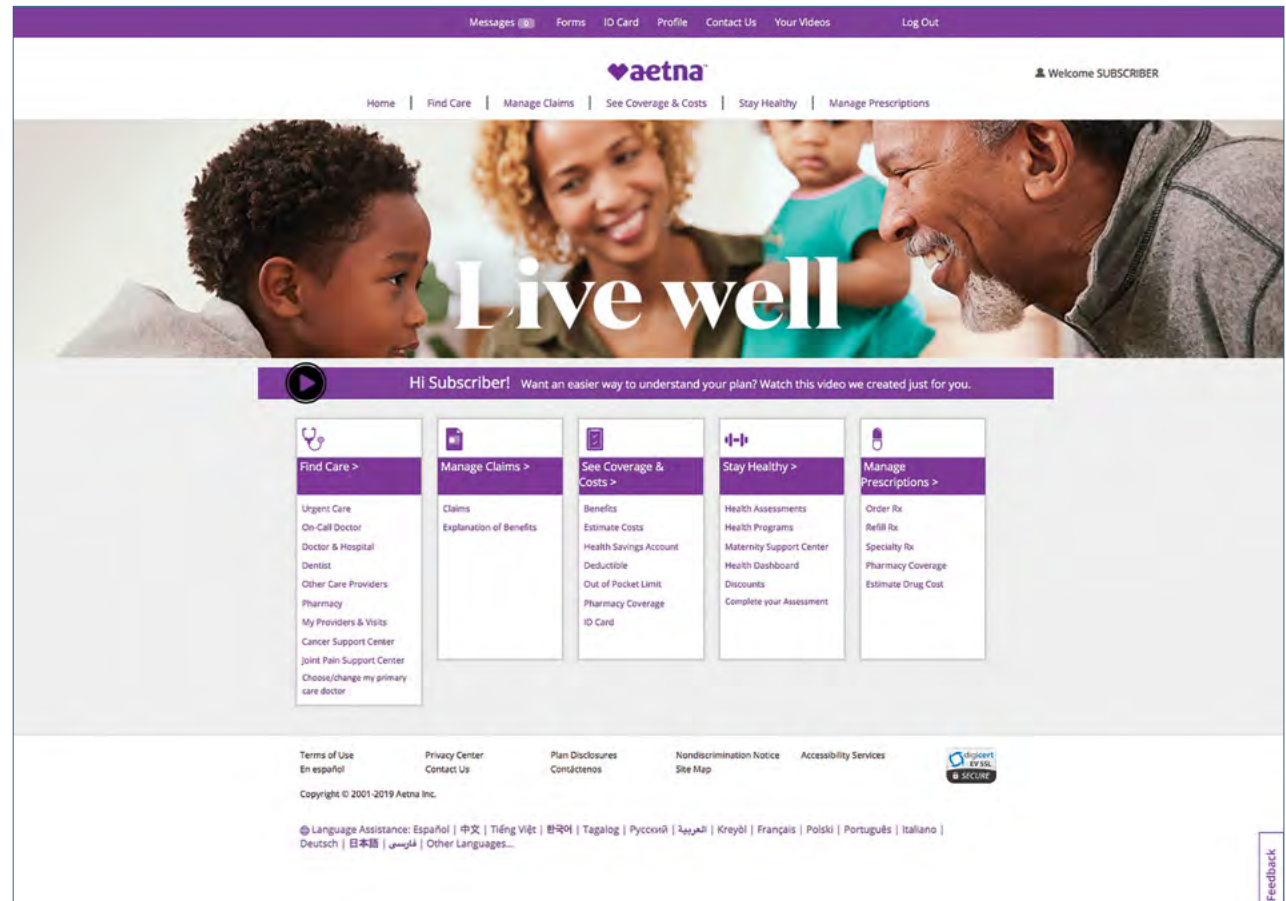 Messages 0 Forms ID Card Profile Contact Us Your Videos Log Out
aetna™
Welcome SUBSCRIBER
Home | Find Care | Manage Claims | See Coverage & Costs | Stay Healthy | Manage Prescriptions
Live well
Hi Subscriber! Want an easier way to understand your plan? Watch this video we created just for you.
Find Care >
Urgent Care
On-Call Doctor
Doctor & Hospital
Dentist
Other Care Providers
Pharmacy
My Providers & Visits
Cancer Support Center
Joint Pain Support Center
Choose/change my primary
care doctor
Manage Claims >
Claims
Explanation of Benefits
See Coverage &
Costs >
Benefits
Estimate Costs
Health Savings Account
Deductible
Out of Pocket Limit
Pharmacy Coverage
ID Card
Stay Healthy >
Health Assessments
Health Programs
Maternity Support Center
Health Dashboard
Discounts
Complete your Assessment
Manage
Prescriptions >
Order Rx
Refill Rx
Specialty Rx
Pharmacy Coverage
Estimate Drug Cost
Terms of Use Privacy Center Plan Disclosures Nondiscrimination Notice Accessibility Services
En español Contact Us Contáctenos Site Map
digicert
EV SSL
SECURE
Copyright © 2001-2019 Aetna Inc.
Language Assistance: Español | 中文 | Tiếng Việt | 한국어 | Tagalog | Русский | العربية | Kreyòl | Français | Polski | Português | Italiano |
Deutsch | 日本語 | فارسی | Other Languages...
Feedback